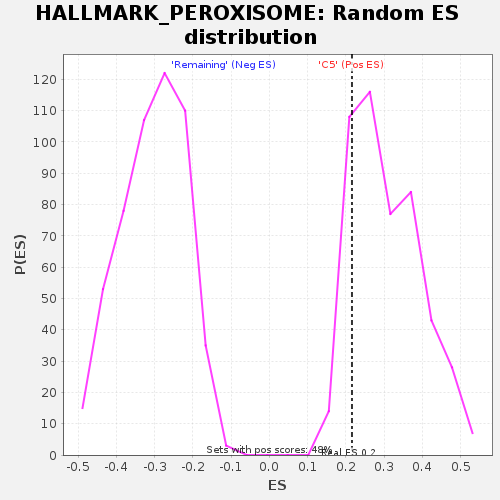 HALLMARK_PEROXISOME: Random ES
distribution
'Remaining' (Neg ES)
'C5' (Pos ES)
120
110
100
90
80
70
60
50
40
30
20
10
0
P(ES)
Sets with pos scores: 48%
Real ES 0.2
-0.5 -0.4 -0.3 -0.2 -0.1 0.0 0.1 0.2 0.3 0.4 0.5
ES